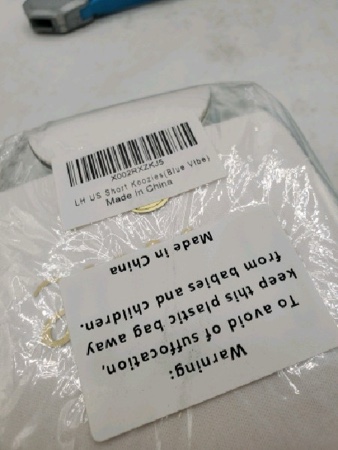 X002RXZKJ5
LH US Short Koozies(Blue Vibe)
Made In China
Warning:
To avoid of suffocation,
keep this plastic bag away
from babies and children.
Made in China